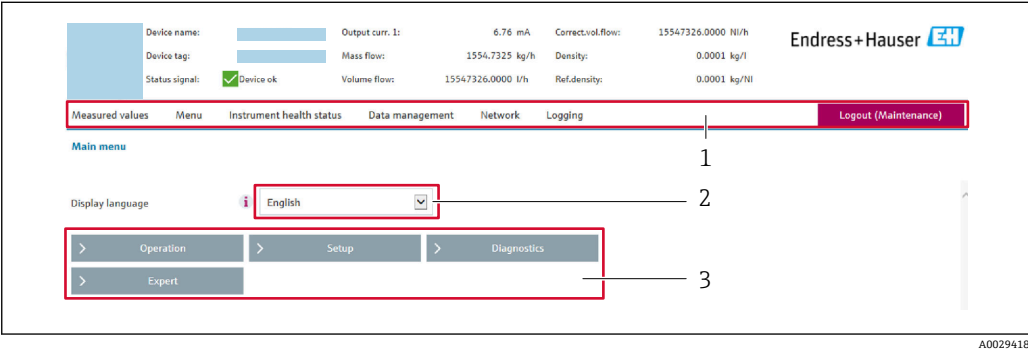 Device name: Output curr. 1: 6.76 mA Correct.vol.flow: 15547326.0000 Nl/h
Endress+Hauser EH
Device tag: Mass flow: 1554.7325 kg/h Density: 0.0001 kg/l
Status signal: Device ok Volume flow: 15547326.0000 l/h Ref.density: 0.0001 kg/Nl
Measured values Menu Instrument health status Data management Network Logging Logout (Maintenance)
1
Main menu
Display language i English 2
> Operation > Setup > Diagnostics
> Expert 3
A0029418